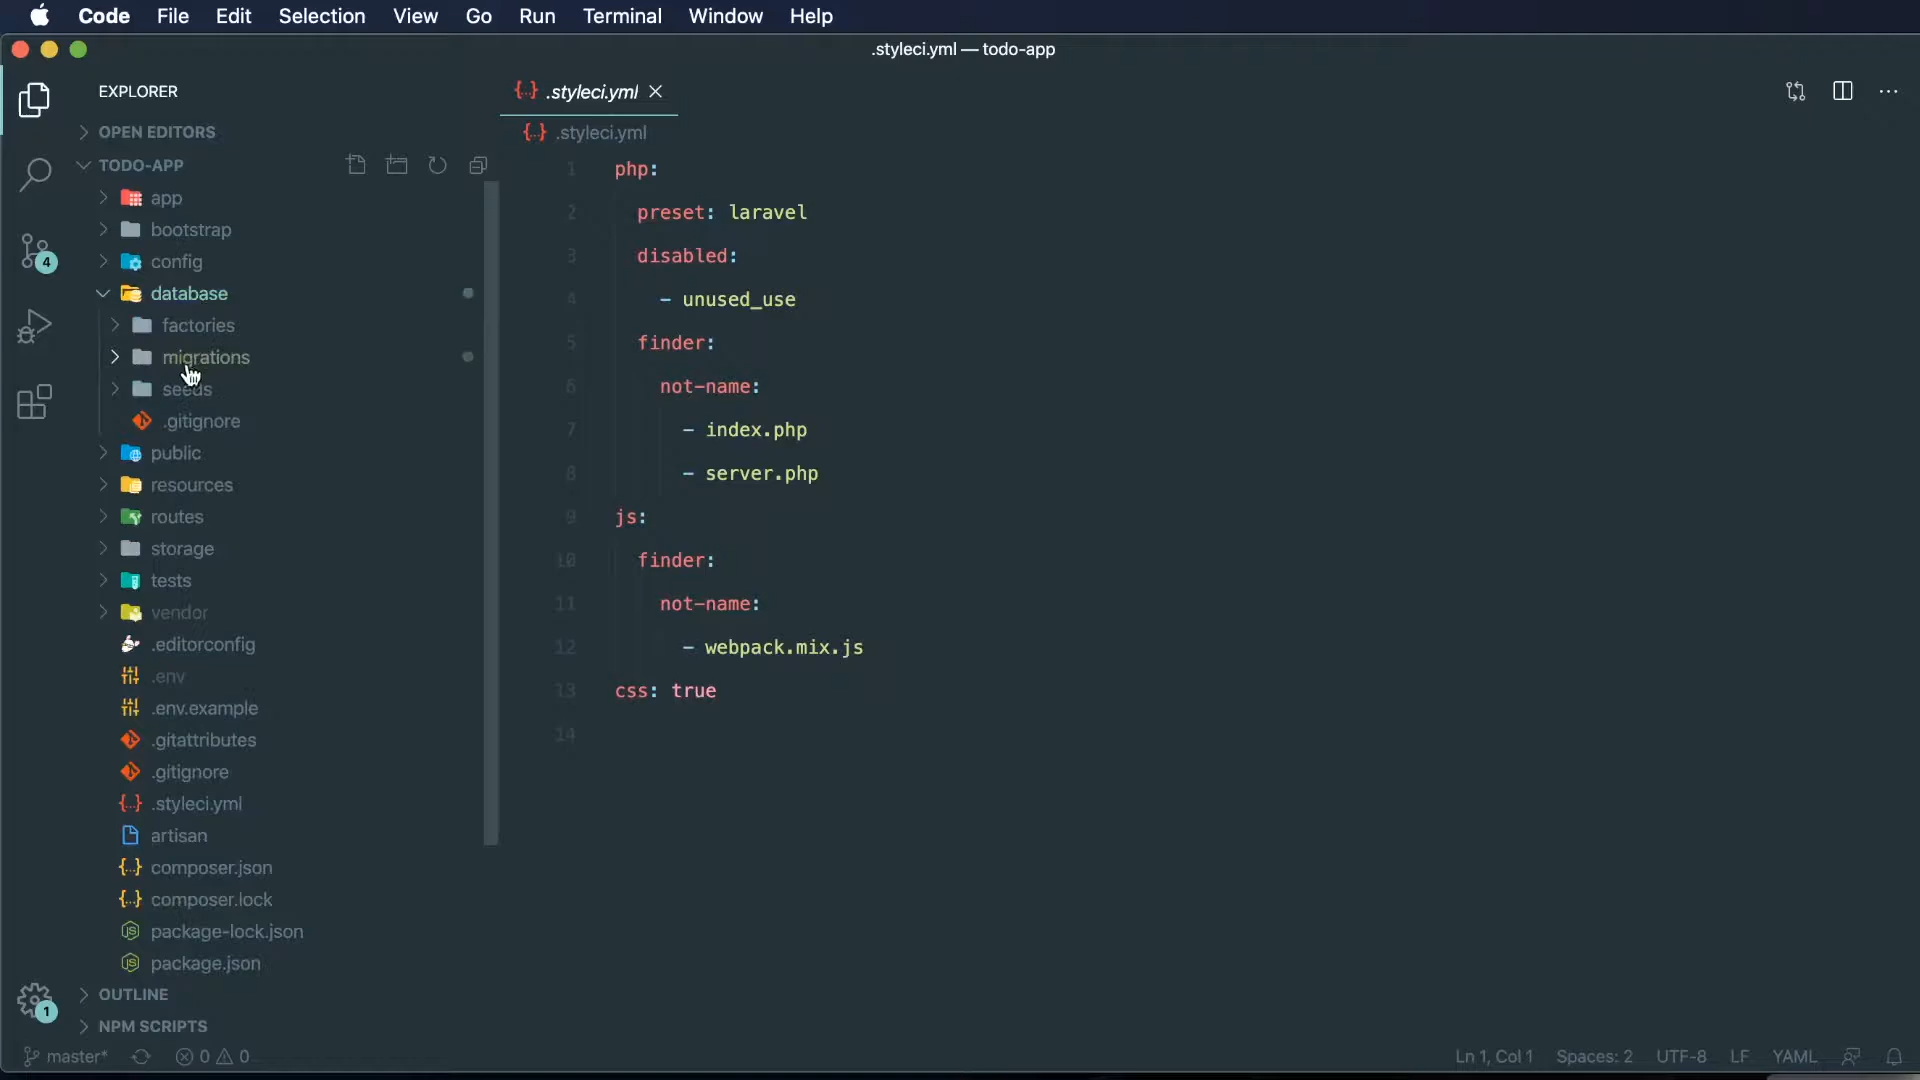 Code File Edit Selection View Go Run Terminal Window Help
.styleci.yml — todo-app
EXPLORER
OPEN EDITORS
TODO-APP
app
bootstrap
config
database
factories
migrations
seeds
.gitignore
public
resources
routes
storage
tests
vendor
.editorconfig
.env
.env.example
.gitattributes
.gitignore
.styleci.yml
artisan
composer.json
composer.lock
package-lock.json
package.json
OUTLINE
NPM SCRIPTS
4
1
{..} .styleci.yml
{..} .styleci.yml
1 php:
2 preset: laravel
3 disabled:
4 - unused_use
5 finder:
6 not-name:
7 - index.php
8 - server.php
9 js:
10 finder:
11 not-name:
12 - webpack.mix.js
13 css: true
14
master* 0 0 Ln 1, Col 1 Spaces: 2 UTF-8 LF YAML